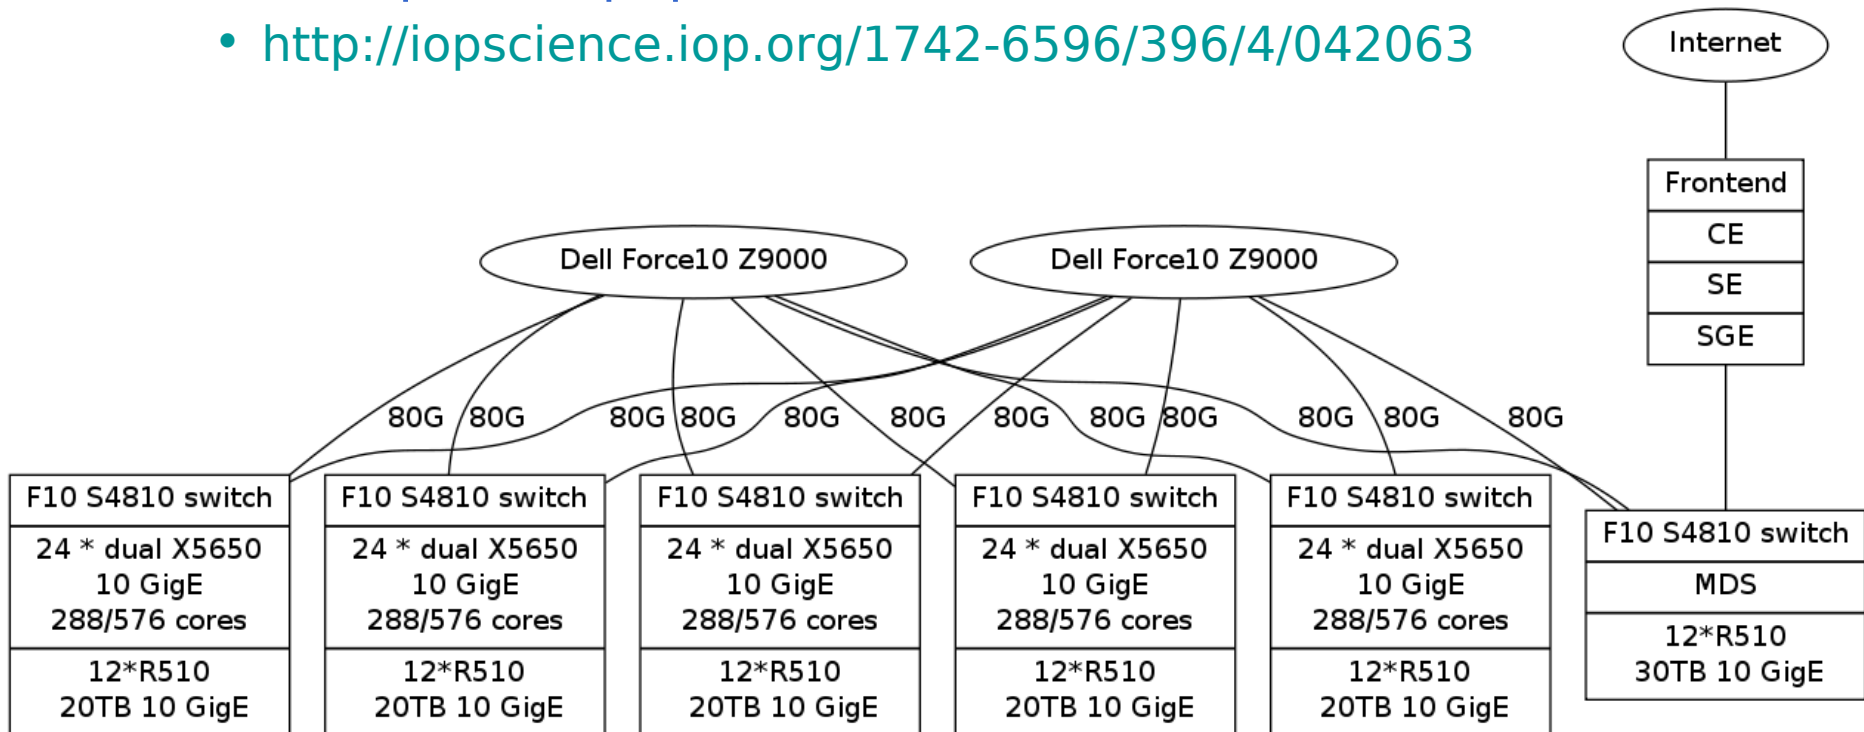 • http://iopscience.iop.org/1742-6596/396/4/042063
Internet
Frontend
CE
SE
SGE
Dell Force10 Z9000
Dell Force10 Z9000
80G
80G
80G
80G
80G
80G
80G
80G
80G
80G
80G
80G
F10 S4810 switch
24 * dual X5650
10 GigE
288/576 cores
12*R510
20TB 10 GigE
F10 S4810 switch
24 * dual X5650
10 GigE
288/576 cores
12*R510
20TB 10 GigE
F10 S4810 switch
24 * dual X5650
10 GigE
288/576 cores
12*R510
20TB 10 GigE
F10 S4810 switch
24 * dual X5650
10 GigE
288/576 cores
12*R510
20TB 10 GigE
F10 S4810 switch
24 * dual X5650
10 GigE
288/576 cores
12*R510
20TB 10 GigE
F10 S4810 switch
MDS
12*R510
30TB 10 GigE